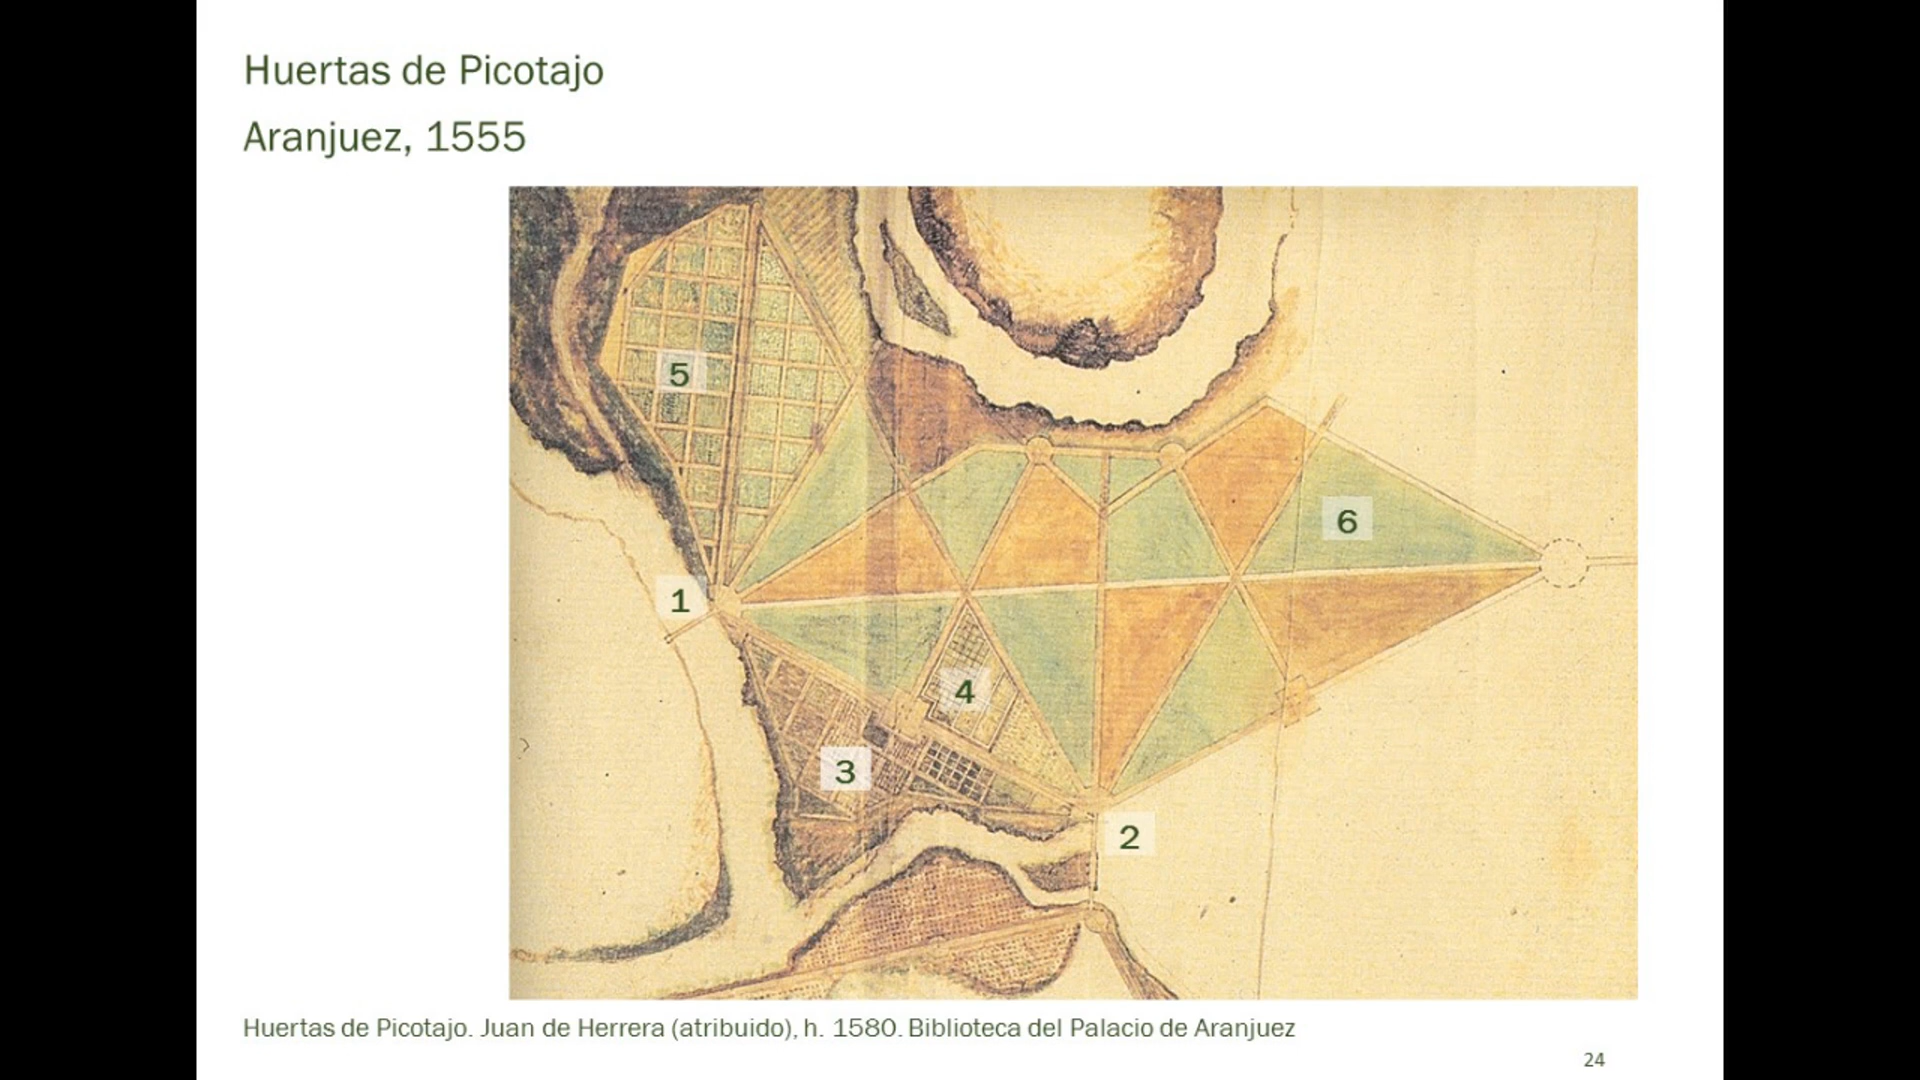 Huertas de Picotajo
Aranjuez, 1555
5
6
1
4
3
2
Huertas de Picotajo. Juan de Herrera (atribuido), h. 1580. Biblioteca del Palacio de Aranjuez
24